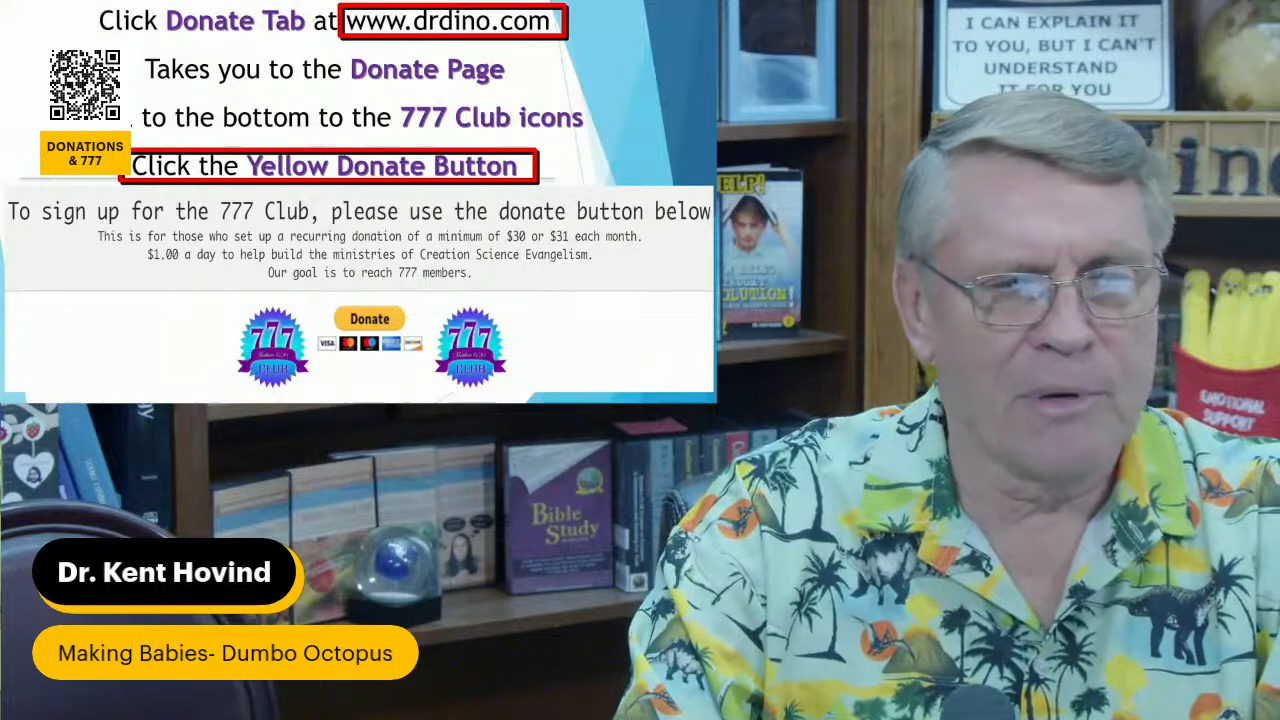 Click Donate Tab at www.drdino.com
Takes you to the Donate Page
to the bottom to the 777 Club icons
DONATIONS
& 777
Click the Yellow Donate Button
To sign up for the 777 Club, please use the donate button below
This is for those who set up a recurring donation of a minimum of $30 or $31 each month.
$1.00 a day to help build the ministries of Creation Science Evangelism.
Our goal is to reach 777 members.
777
CLUB
Donate
VISA
777
CLUB
I CAN EXPLAIN IT
TO YOU, BUT I CAN'T
UNDERSTAND
IT FOR YOU
EMOTIONAL
SUPPORT
Bible
Study
Dr. Kent Hovind
Making Babies- Dumbo Octopus